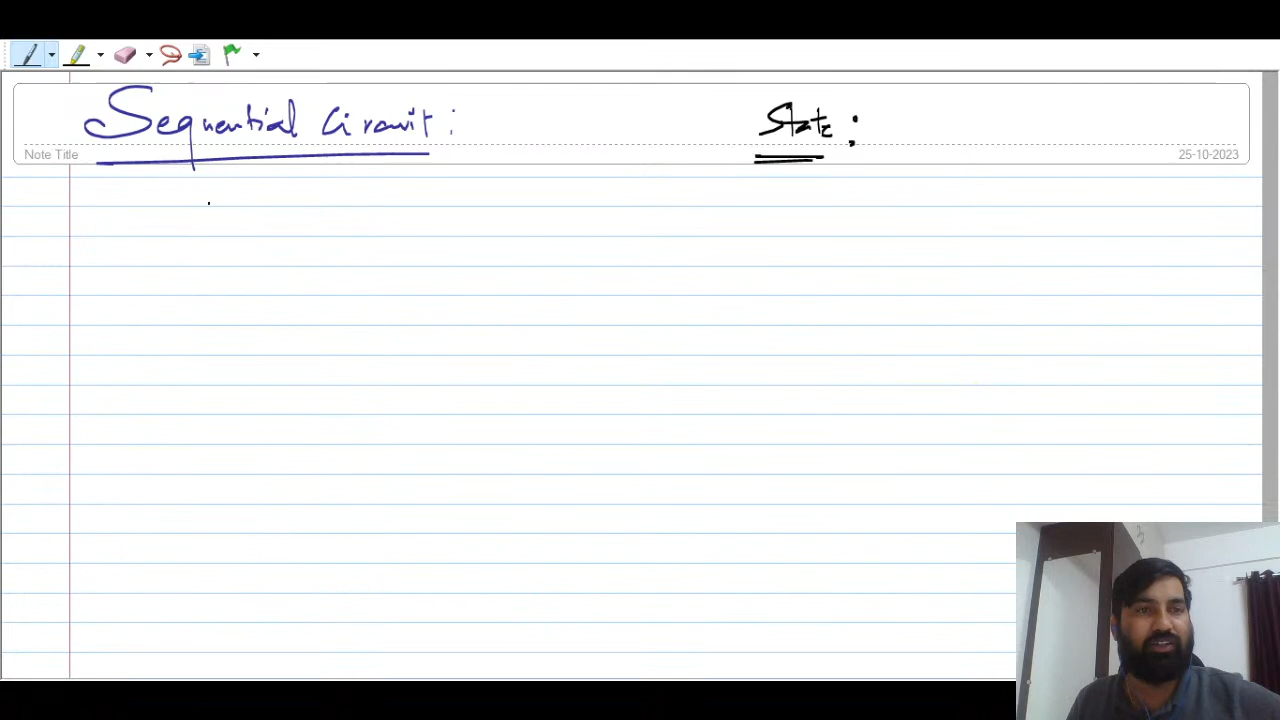 Sequential Circuit :
State :
Note Title
25-10-2023